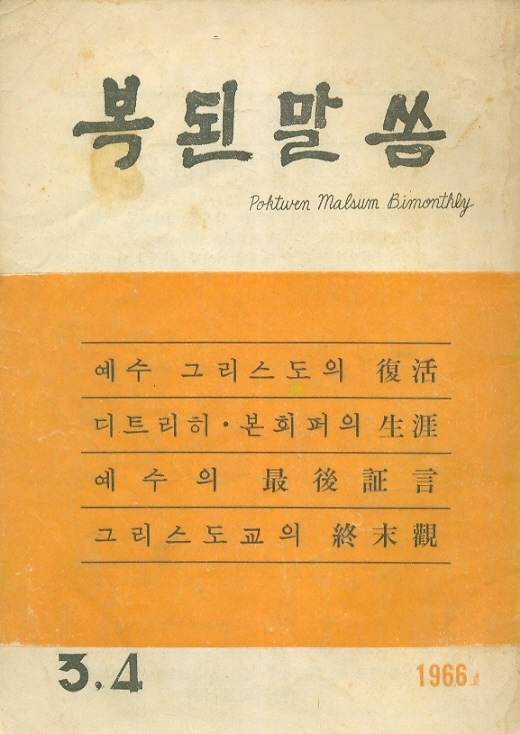 복된말씀
Poktwen Malsum Bimonthly
예수 그리스도의 復活
디트리히・본회퍼의 生涯
예수의 最後証言
그리스도교의 終末觀
3.4
1966